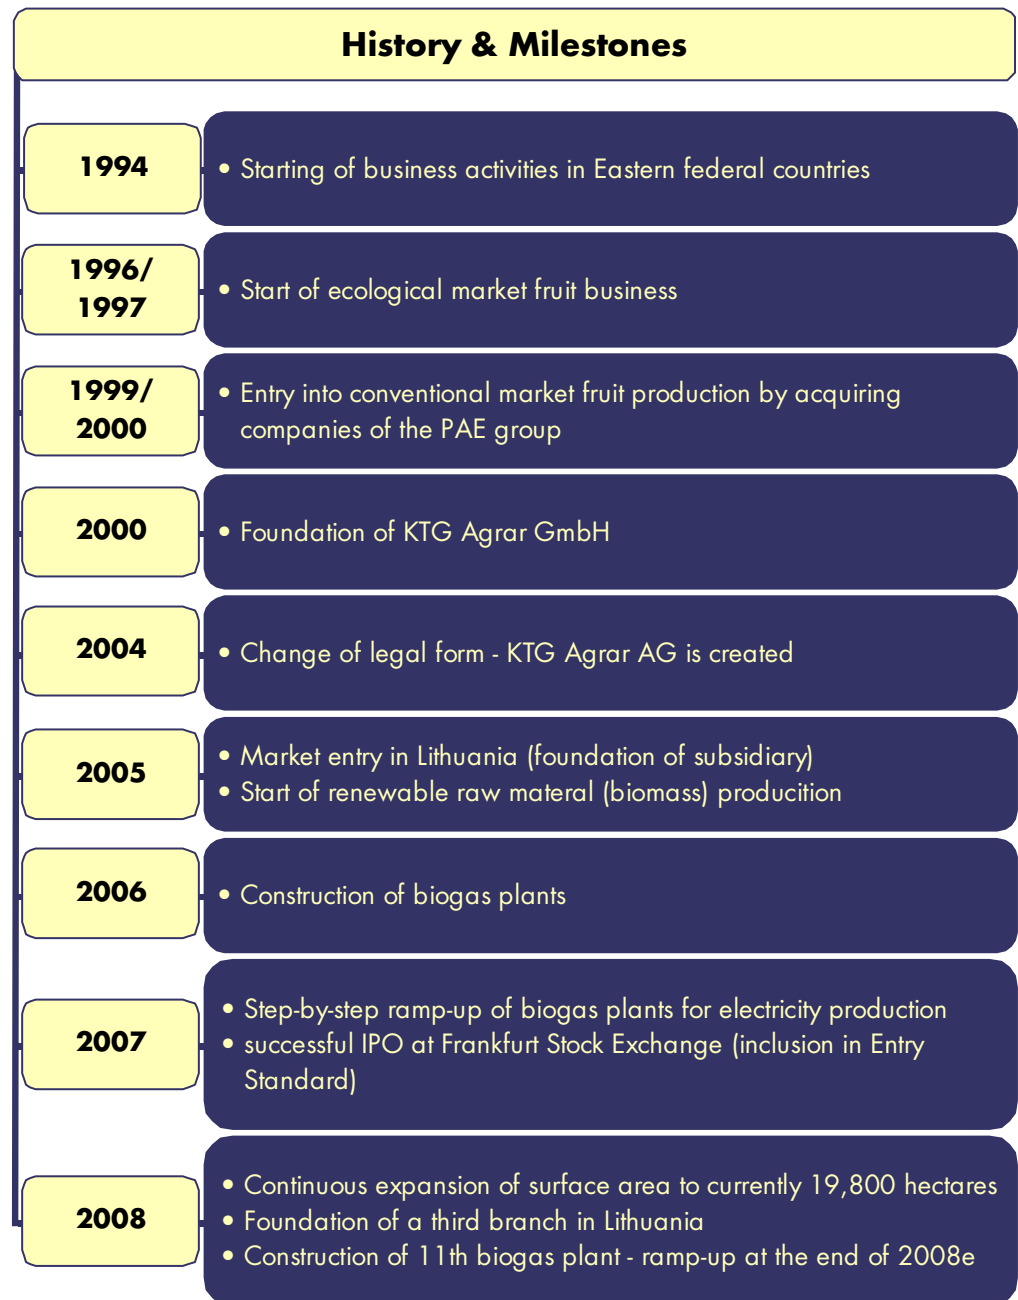 History & Milestones
1994
• Starting of business activities in Eastern federal countries
1996/
1997
• Start of ecological market fruit business
1999/
2000
• Entry into conventional market fruit production by acquiring
companies of the PAE group
2000
• Foundation of KTG Agrar GmbH
2004
• Change of legal form - KTG Agrar AG is created
2005
• Market entry in Lithuania (foundation of subsidiary)
• Start of renewable raw materal (biomass) producition
2006
• Construction of biogas plants
2007
• Step-by-step ramp-up of biogas plants for electricity production
• successful IPO at Frankfurt Stock Exchange (inclusion in Entry
Standard)
2008
• Continuous expansion of surface area to currently 19,800 hectares
• Foundation of a third branch in Lithuania
• Construction of 11th biogas plant - ramp-up at the end of 2008e